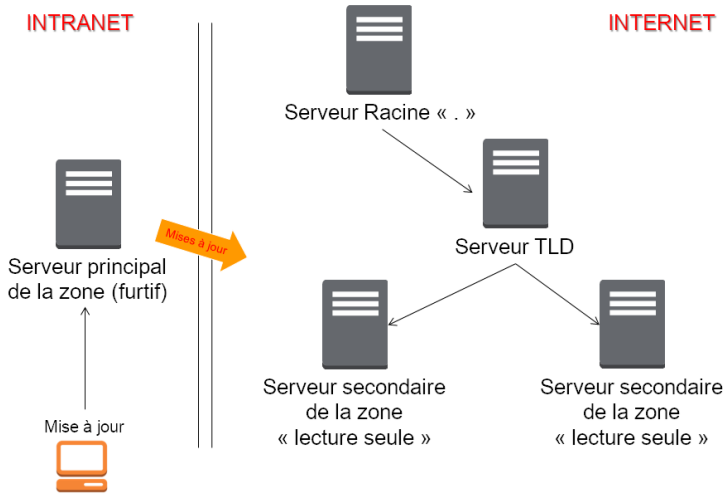 INTRANET
INTERNET
Serveur Racine « . »
Mises à jour
Serveur TLD
Serveur principal
de la zone (furtif)
Serveur secondaire
de la zone
« lecture seule »
Serveur secondaire
de la zone
« lecture seule »
Mise à jour